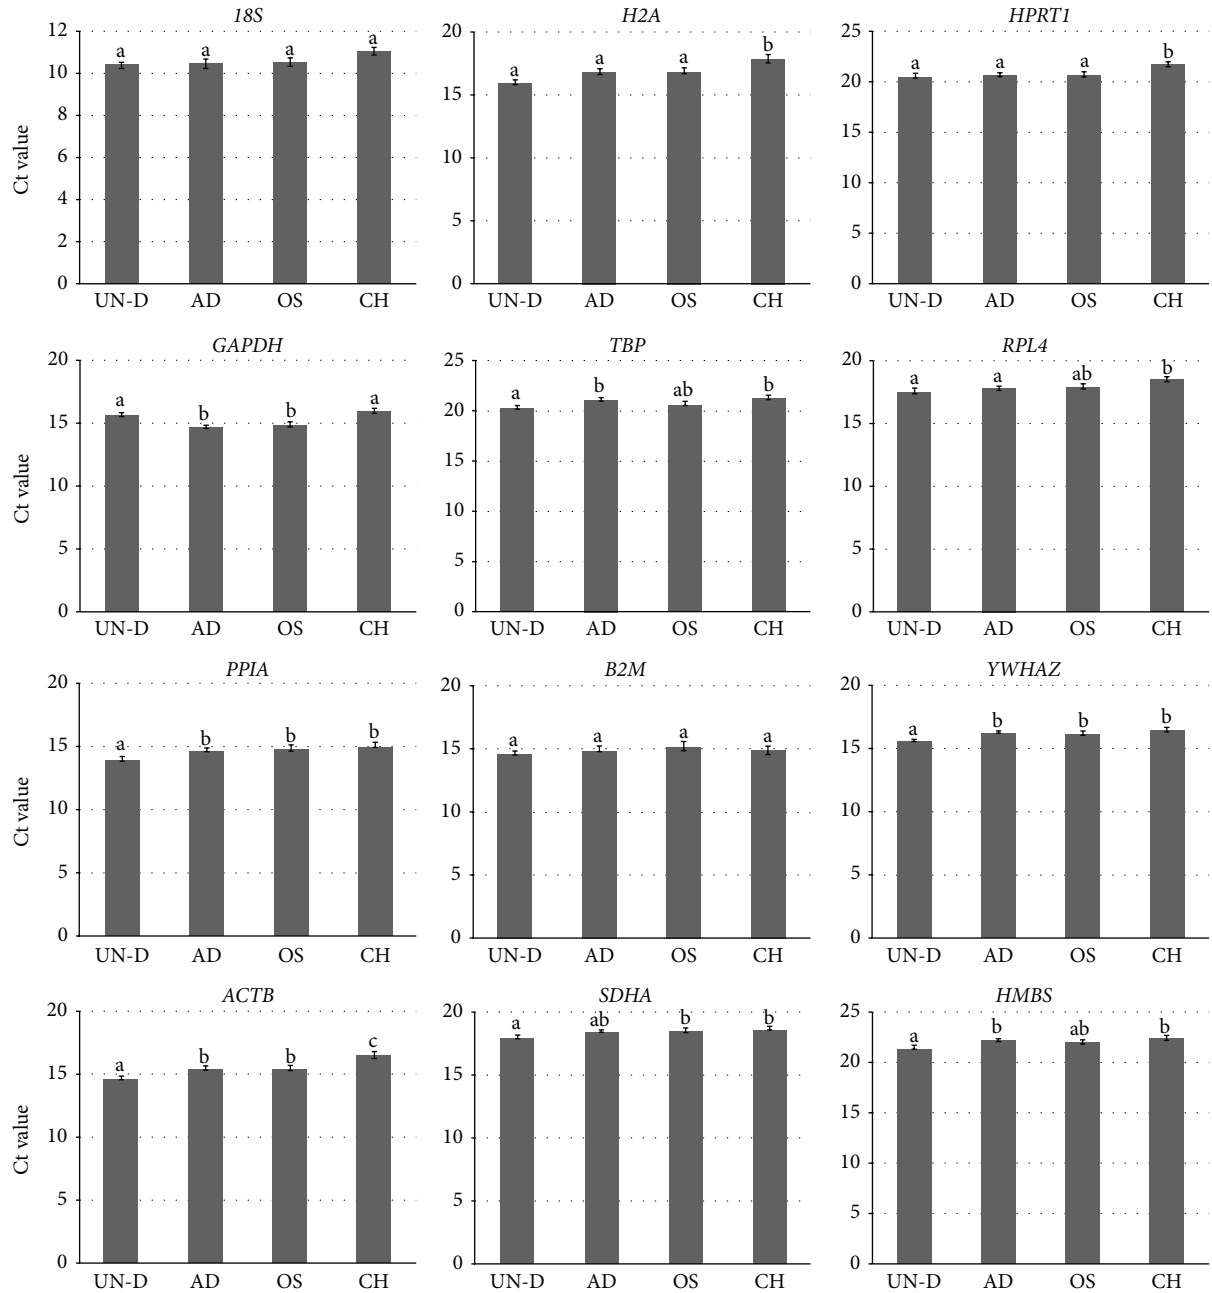 18S
12
10
8
6
4
2
0
Ct value
a a a a
UN-D AD OS CH
H2A
20
15
10
5
0
a a a b
UN-D AD OS CH
HPRT1
25
20
15
10
5
0
a a a b
UN-D AD OS CH
GAPDH
20
15
10
5
0
Ct value
a b b a
UN-D AD OS CH
TBP
25
20
15
10
5
0
a b ab b
UN-D AD OS CH
RPL4
20
15
10
5
0
a a ab b
UN-D AD OS CH
PPIA
20
15
10
5
0
Ct value
a b b b
UN-D AD OS CH
B2M
20
15
10
5
0
a a a a
UN-D AD OS CH
YWHAZ
20
15
10
5
0
a b b b
UN-D AD OS CH
ACTB
20
15
10
5
0
Ct value
a b b c
UN-D AD OS CH
SDHA
20
15
10
5
0
a ab b b
UN-D AD OS CH
HMBS
25
20
15
10
5
0
a b ab b
UN-D AD OS CH